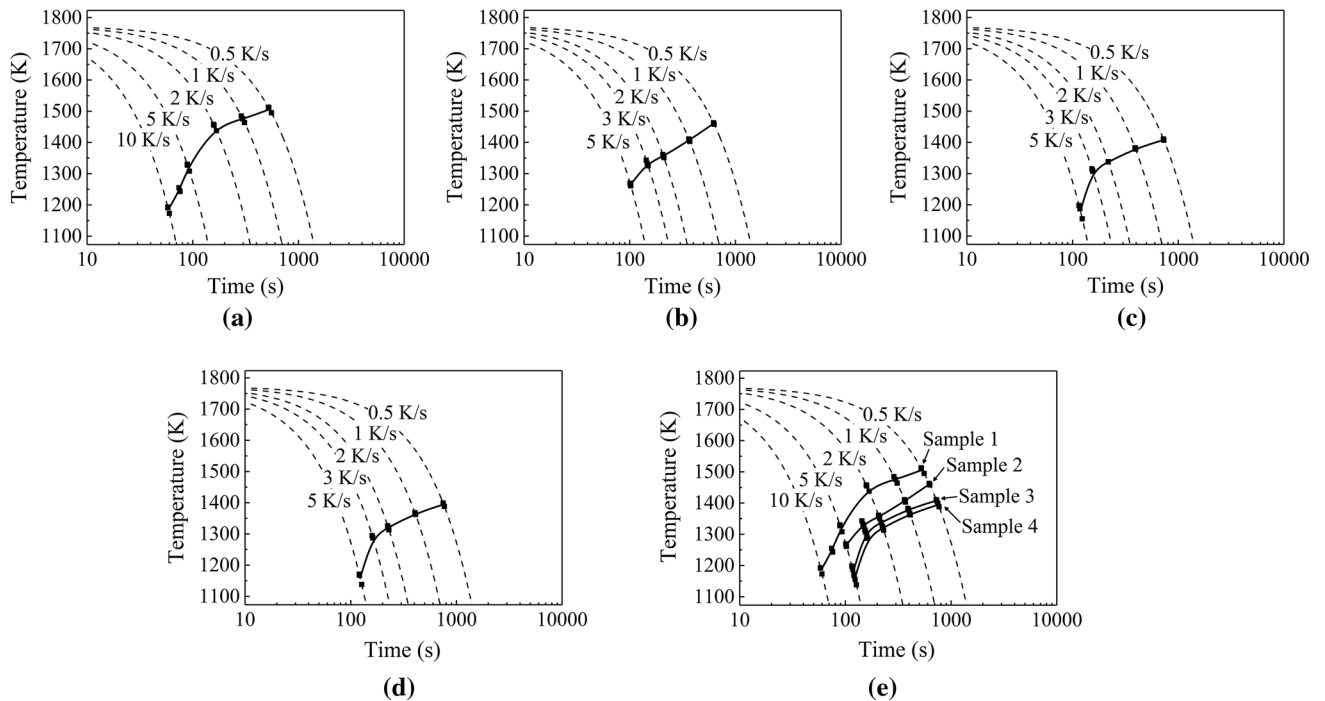 1800
1700
1600
1500
1400
1300
1200
1100
Temperature (K)
0.5 K/s
1 K/s
2 K/s
5 K/s
10 K/s
10 100 1000 10000
Time (s)
(a)
1800
1700
1600
1500
1400
1300
1200
1100
Temperature (K)
0.5 K/s
1 K/s
2 K/s
3 K/s
5 K/s
10 100 1000 10000
Time (s)
(b)
1800
1700
1600
1500
1400
1300
1200
1100
Temperature (K)
0.5 K/s
1 K/s
2 K/s
3 K/s
5 K/s
10 100 1000 10000
Time (s)
(c)
1800
1700
1600
1500
1400
1300
1200
1100
Temperature (K)
0.5 K/s
1 K/s
2 K/s
3 K/s
5 K/s
10 100 1000 10000
Time (s)
(d)
1800
1700
1600
1500
1400
1300
1200
1100
Temperature (K)
0.5 K/s
1 K/s
2 K/s
5 K/s
10 K/s
Sample 1
Sample 2
Sample 3
Sample 4
10 100 1000 10000
Time (s)
(e)